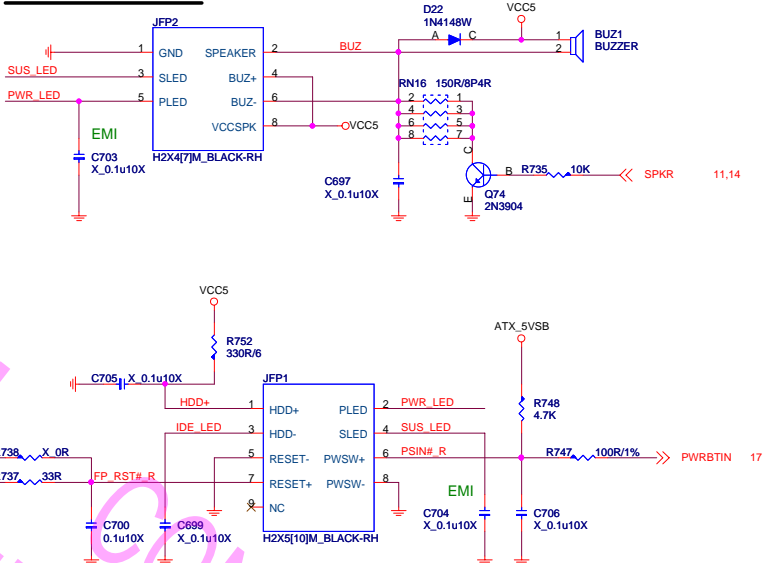 D22
1N4148W
VCC5
JFP2
A C
1 BUZ1
2 BUZZER
1 GND SPEAKER 2 BUZ
SUS_LED 3 SLED BUZ+ 4
RN16 150R/8P4R
PWR_LED 5 PLED BUZ- 6
2 1
4 3
6 5
8 7
VCCSPK 8 VCC5
EMI
C703
X_0.1u10X
H2X4[7]M_BLACK-RH
C697
X_0.1u10X
C
B R735 10K SPKR 11,14
E Q74
2N3904
VCC5
R752
330R/6
ATX_5VSB
C705 X_0.1u10X
JFP1
R748
4.7K
HDD+ 1 HDD+ PLED 2 PWR_LED
IDE_LED 3 HDD- SLED 4 SUS_LED
738 X_0R
5 RESET- PWSW+ 6 PSIN#_R
R747 100R/1% PWRBTIN 17
737 33R FP_RST#_R 7 RESET+ PWSW- 8
9 NC
EMI
C700
0.1u10X
C699
X_0.1u10X
H2X5[10]M_BLACK-RH
C704
X_0.1u10X
C706
X_0.1u10X